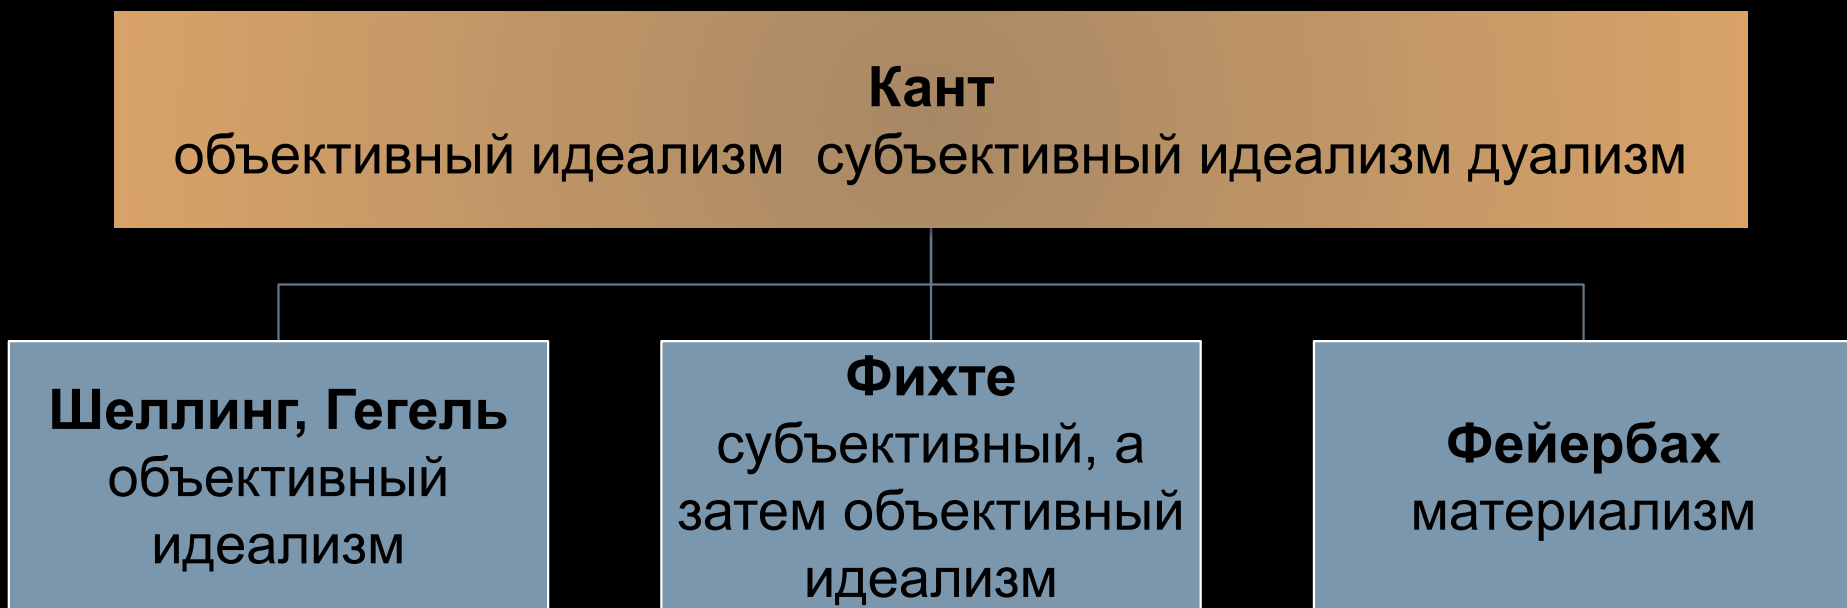 Кант
объективный идеализм субъективный идеализм дуализм
Шеллинг, Гегель
объективный
идеализм
Фихте
субъективный, а
затем объективный
идеализм
Фейербах
материализм